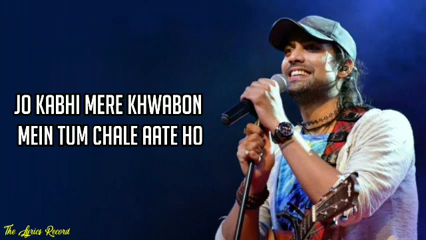 JO KABHI MERE KHWABON
MEIN TUM CHALE AATE HO
The Lyrics Record